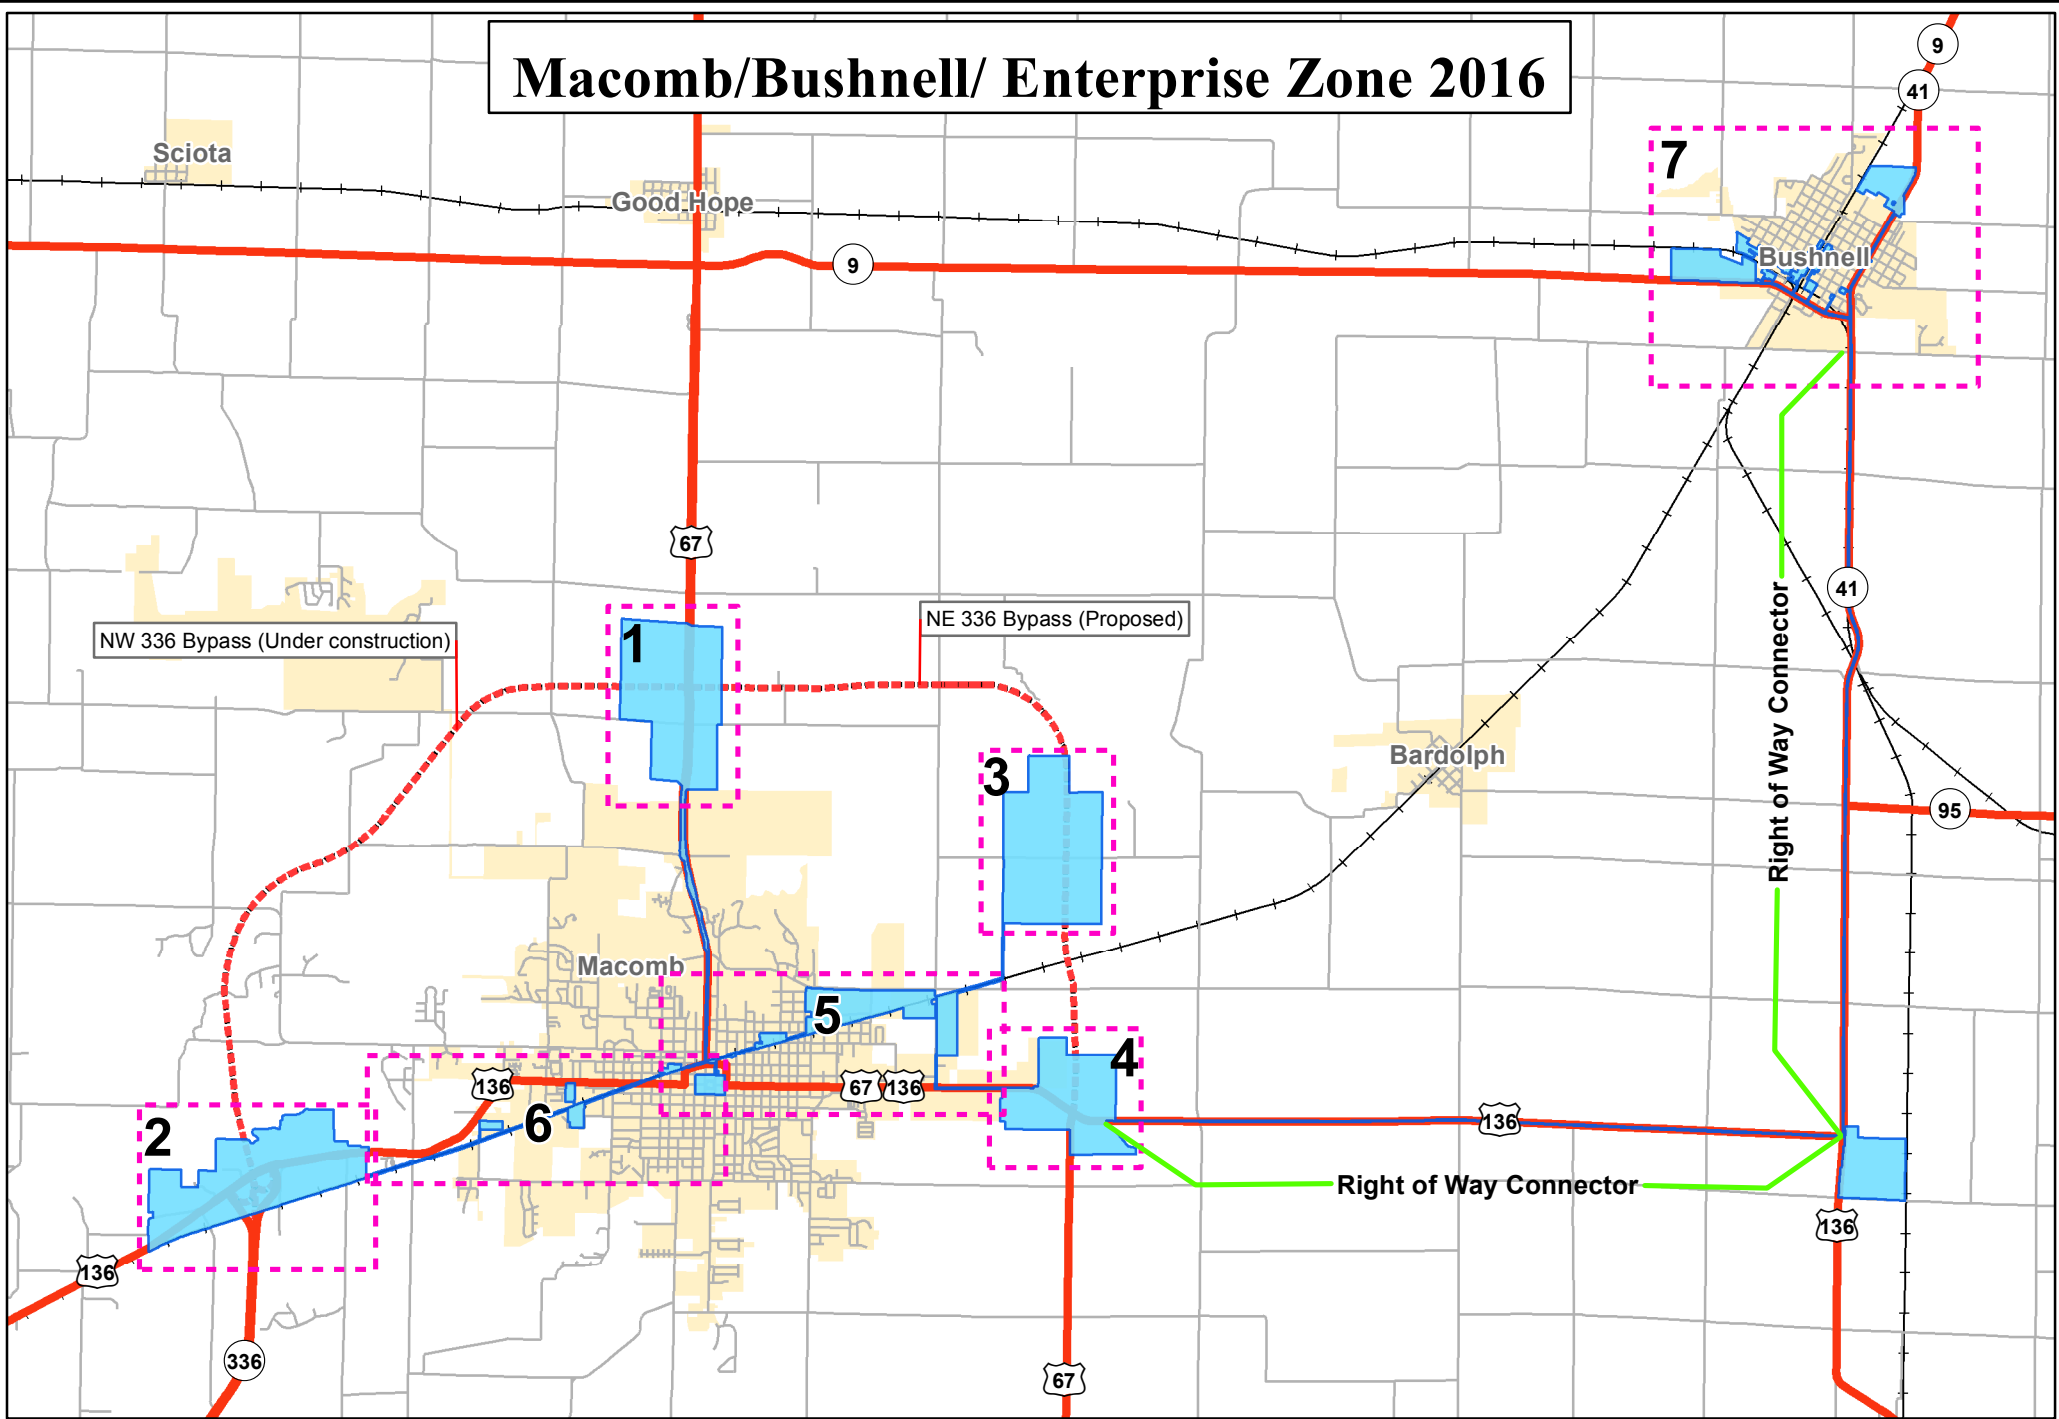 Macomb/Bushnell/ Enterprise Zone 2016
9
41
Sciota
7
Good Hope
Bushnell
9
67
41
NE 336 Bypass (Proposed)
NW 336 Bypass (Under construction)
1
Right of Way Connector
Bardolph
3
95
Macomb
5
4
136
67
136
6
136
2
Right of Way Connector
136
136
336
67